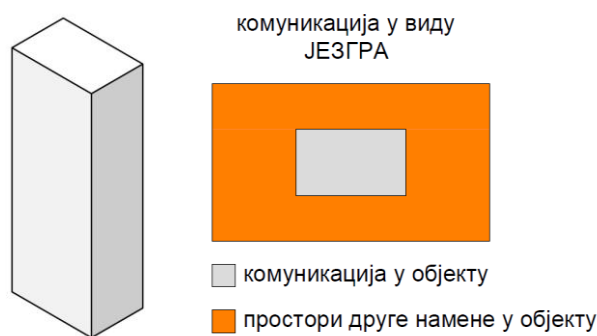 комуникација у виду
ЈЕЗГРА
комуникација у објекту
простори друге намене у објекту